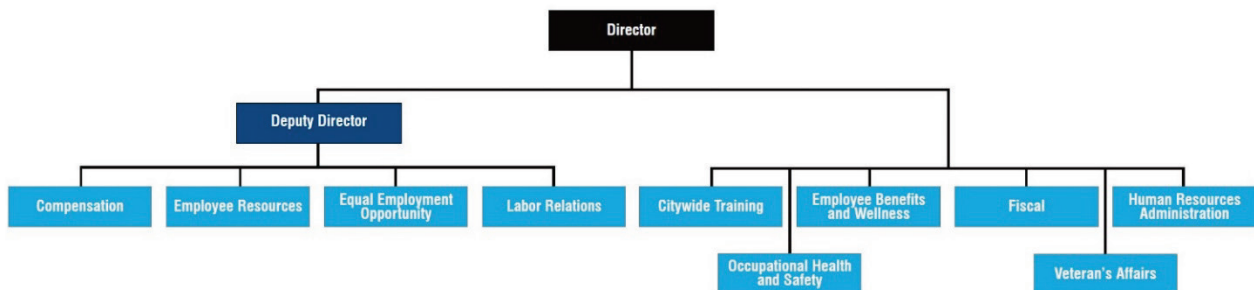 Director
Deputy Director
Compensation
Employee Resources
Equal Employment
Opportunity
Labor Relations
Citywide Training
Employee Benefits
and Wellness
Fiscal
Human Resources
Administration
Occupational Health
and Safety
Veteran's Affairs